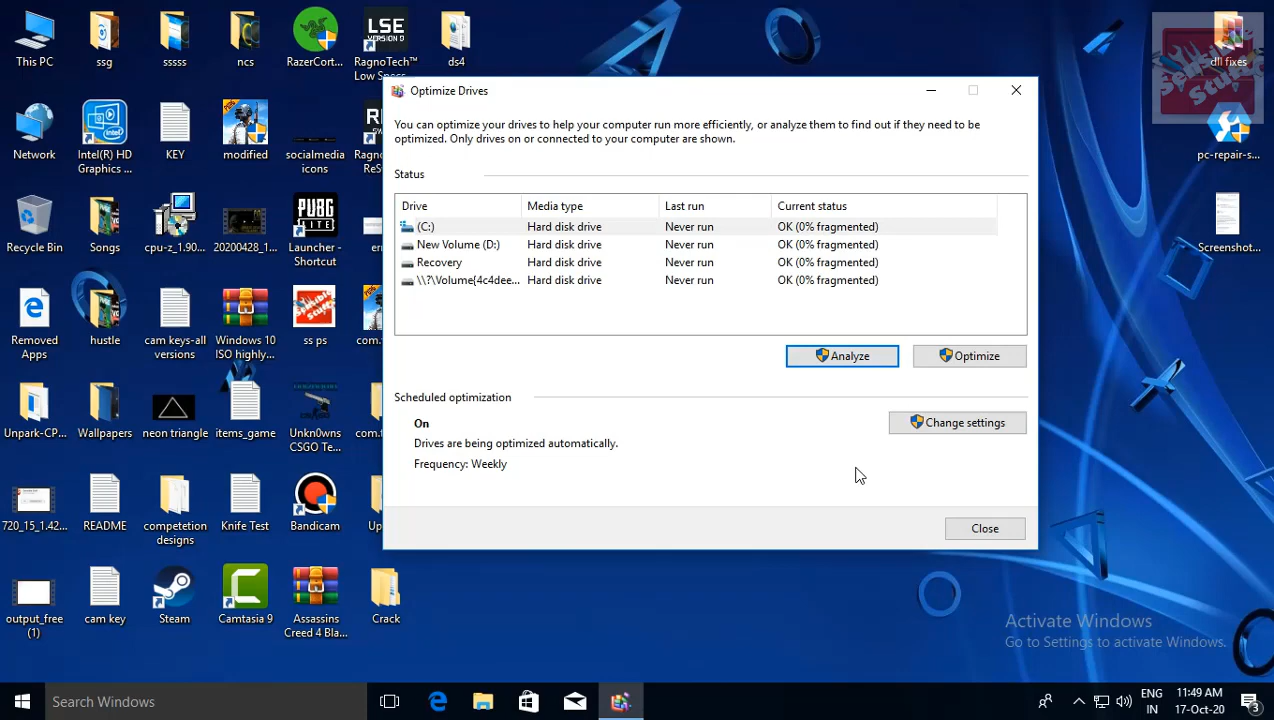 This PC
ssg
sssss
ncs
RazerCort...
LSE
VERSION 0
RagnoTech™
Low Specs
ds4
dll fixes
Spusible
Stuff
Network
Intel(R) HD
Graphics ...
KEY
modified
socialmedia
icons
pc-repair-s...
Recycle Bin
Songs
cpu-z_1.90...
20200428_1...
PUBG
LITE
Launcher -
Shortcut
Screenshot...
Removed
Apps
hustle
cam keys-all
versions
Windows 10
ISO highly...
ss ps
Unpark-CP...
Wallpapers
neon triangle
items_game
Unkn0wns
CSGO Te...
720_15_1.42...
README
competetion
designs
Knife Test
Bandicam
output_free
(1)
cam key
Steam
Camtasia 9
Assassins
Creed 4 Bla...
Crack
Optimize Drives
You can optimize your drives to help your computer run more efficiently, or analyze them to find out if they need to be
optimized. Only drives on or connected to your computer are shown.
Status
Drive Media type Last run Current status
(C:) Hard disk drive Never run OK (0% fragmented)
New Volume (D:) Hard disk drive Never run OK (0% fragmented)
Recovery Hard disk drive Never run OK (0% fragmented)
\\?\Volume{4c4dee... Hard disk drive Never run OK (0% fragmented)
Analyze Optimize
Scheduled optimization
On
Change settings
Drives are being optimized automatically.
Frequency: Weekly
Close
Activate Windows
Go to Settings to activate Windows.
Search Windows
ENG
IN
11:49 AM
17-Oct-20
3